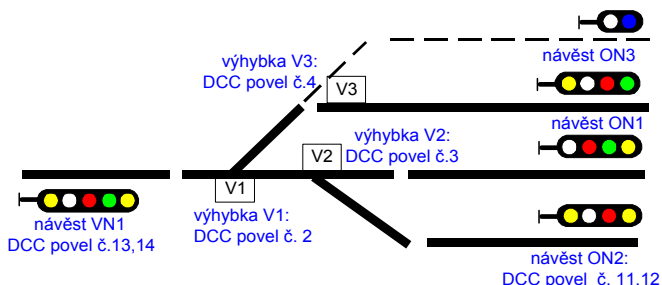 návěst ON3
výhybka V3:
DCC povel č.4
V3
návěst ON1
V2
výhybka V2:
DCC povel č.3
V1
výhybka V1:
DCC povel č. 2
návěst VN1
DCC povel č.13,14
návěst ON2:
DCC povel č. 11,12